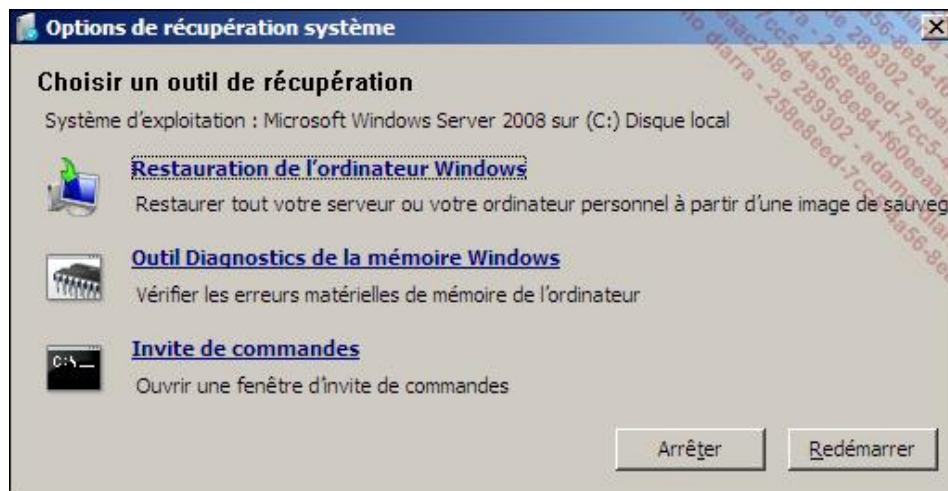 Options de récupération système
Choisir un outil de récupération
Système d'exploitation : Microsoft Windows Server 2008 sur (C:) Disque local
Restauration de l'ordinateur Windows
Restaurer tout votre serveur ou votre ordinateur personnel à partir d'une image de sauveg
Outil Diagnostics de la mémoire Windows
Vérifier les erreurs matérielles de mémoire de l'ordinateur
C:\
Invite de commandes
Ouvrir une fenêtre d'invite de commandes
Arrêter
Redémarrer